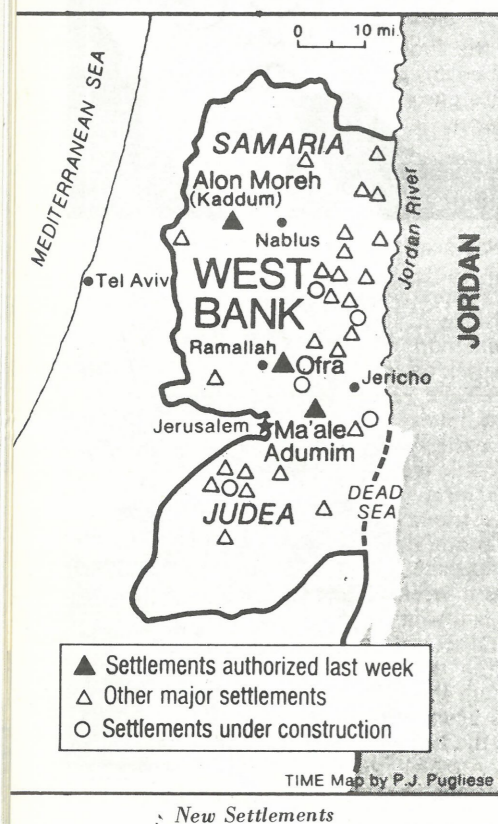 0 10 mi.
MEDITERRANEAN SEA
SAMARIA
Alon Moreh
(Kaddum)
Nablus
Jordan River
WEST
BANK
Tel Aviv
JORDAN
Ramallah
Ofra
Jericho
Jerusalem
Ma'ale
Adumim
DEAD
SEA
JUDEA
Settlements authorized last week
Other major settlements
Settlements under construction
TIME Map by P.J. Pugliese
New Settlements